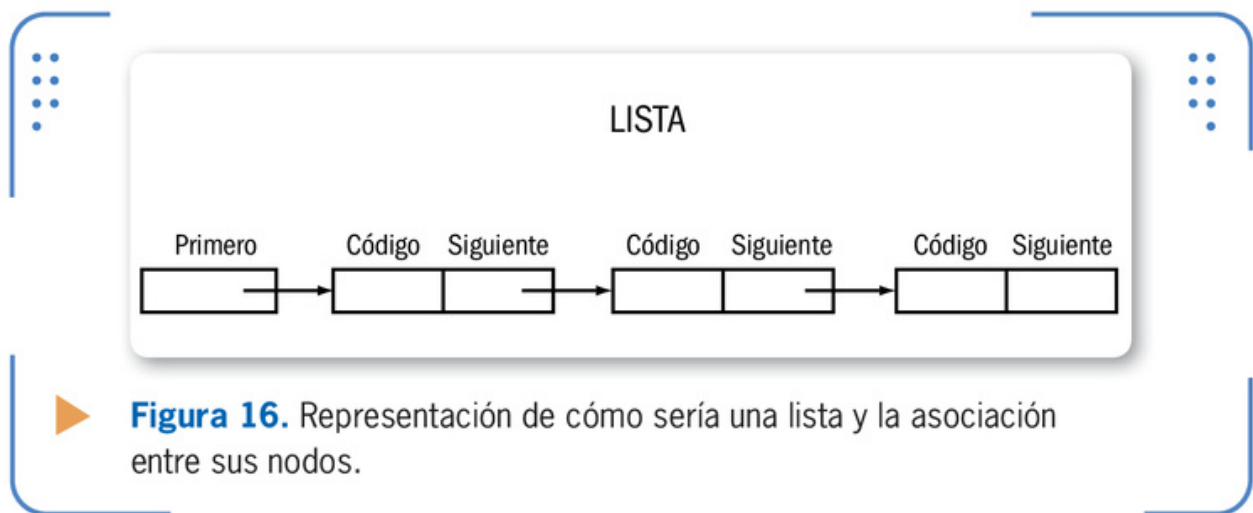 LISTA
Primero Código Siguiente Código Siguiente Código Siguiente
Figura 16. Representación de cómo sería una lista y la asociación
entre sus nodos.